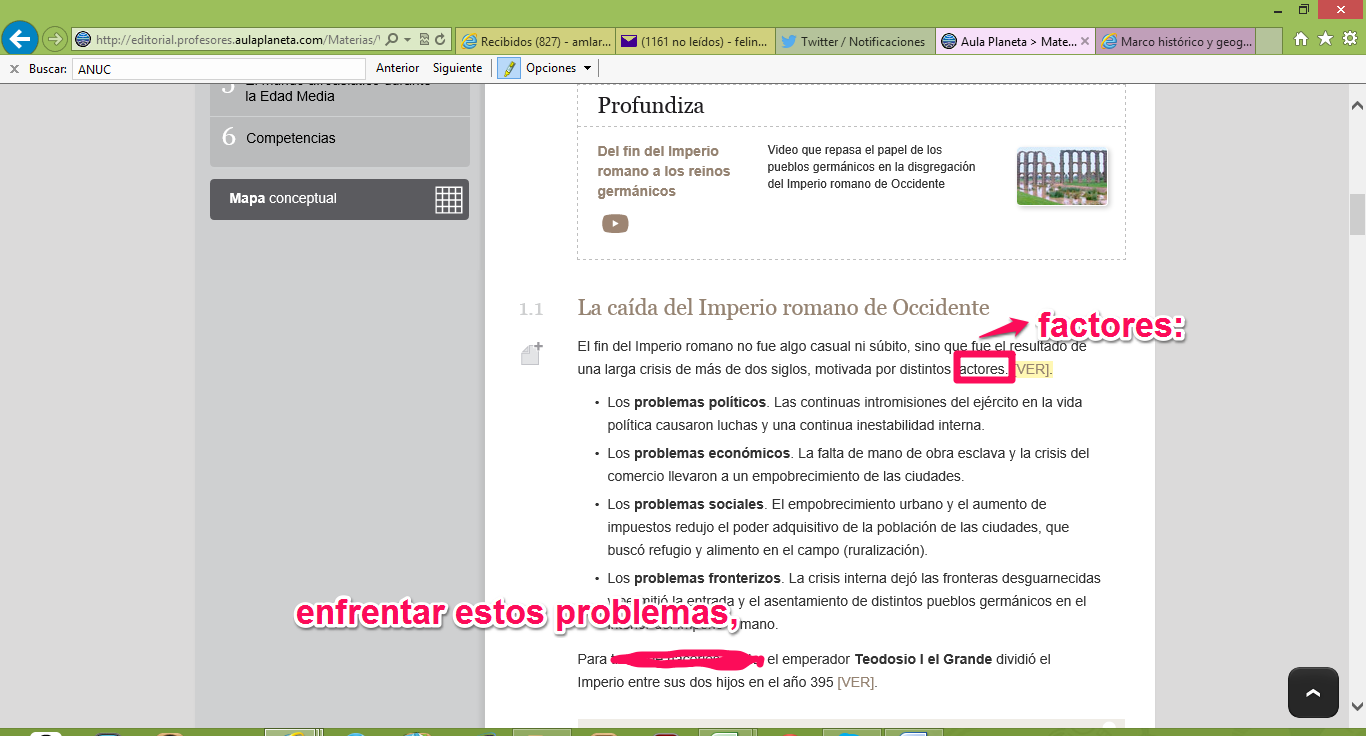 http://editorial.profesores.aulaplaneta.com/Materias/
Recibidos (827) - amlar...
(1161 no leídos) - felin...
Twitter / Notificaciones
Aula Planeta > Mate...
Marco histórico y geog...
Buscar: ANUC
Anterior Siguiente Opciones
la Edad Media
6 Competencias
Mapa conceptual
Profundiza
Del fin del Imperio
romano a los reinos
germánicos
Video que repasa el papel de los
pueblos germánicos en la disgregación
del Imperio romano de Occidente
1.1 La caída del Imperio romano de Occidente
factores:
El fin del Imperio romano no fue algo casual ni súbito, sino que fue el resultado de
una larga crisis de más de dos siglos, motivada por distintos factores. [VER].
• Los problemas políticos. Las continuas intromisiones del ejército en la vida
política causaron luchas y una continua inestabilidad interna.
• Los problemas económicos. La falta de mano de obra esclava y la crisis del
comercio llevaron a un empobrecimiento de las ciudades.
• Los problemas sociales. El empobrecimiento urbano y el aumento de
impuestos redujo el poder adquisitivo de la población de las ciudades, que
buscó refugio y alimento en el campo (ruralización).
• Los problemas fronterizos. La crisis interna dejó las fronteras desguarnecidas
y permitió la entrada y el asentamiento de distintos pueblos germánicos en el
enfrentar estos problemas,
Para el emperador Teodosio I el Grande dividió el
Imperio entre sus dos hijos en el año 395 [VER].